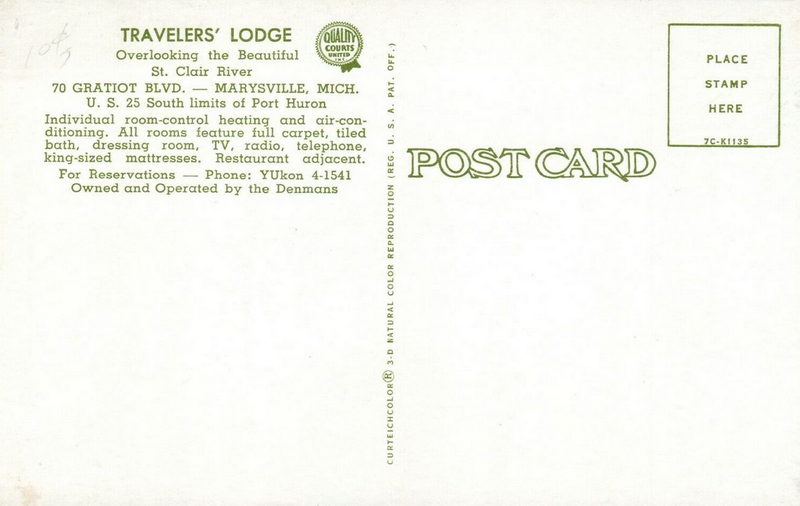 10¢
TRAVELERS' LODGE
Overlooking the Beautiful
St. Clair River
70 GRATIOT BLVD. — MARYSVILLE, MICH.
U. S. 25 South limits of Port Huron
Individual room-control heating and air-con-
ditioning. All rooms feature full carpet, tiled
bath, dressing room, TV, radio, telephone,
king-sized mattresses. Restaurant adjacent.
For Reservations — Phone: YUkon 4-1541
Owned and Operated by the Denmans
QUALITY
COURTS
UNITED
INC
CURTEICHCOLOR® 3-D NATURAL COLOR REPRODUCTION (REG. U. S. A. PAT. OFF.)
POST CARD
PLACE
STAMP
HERE
7C-K1135